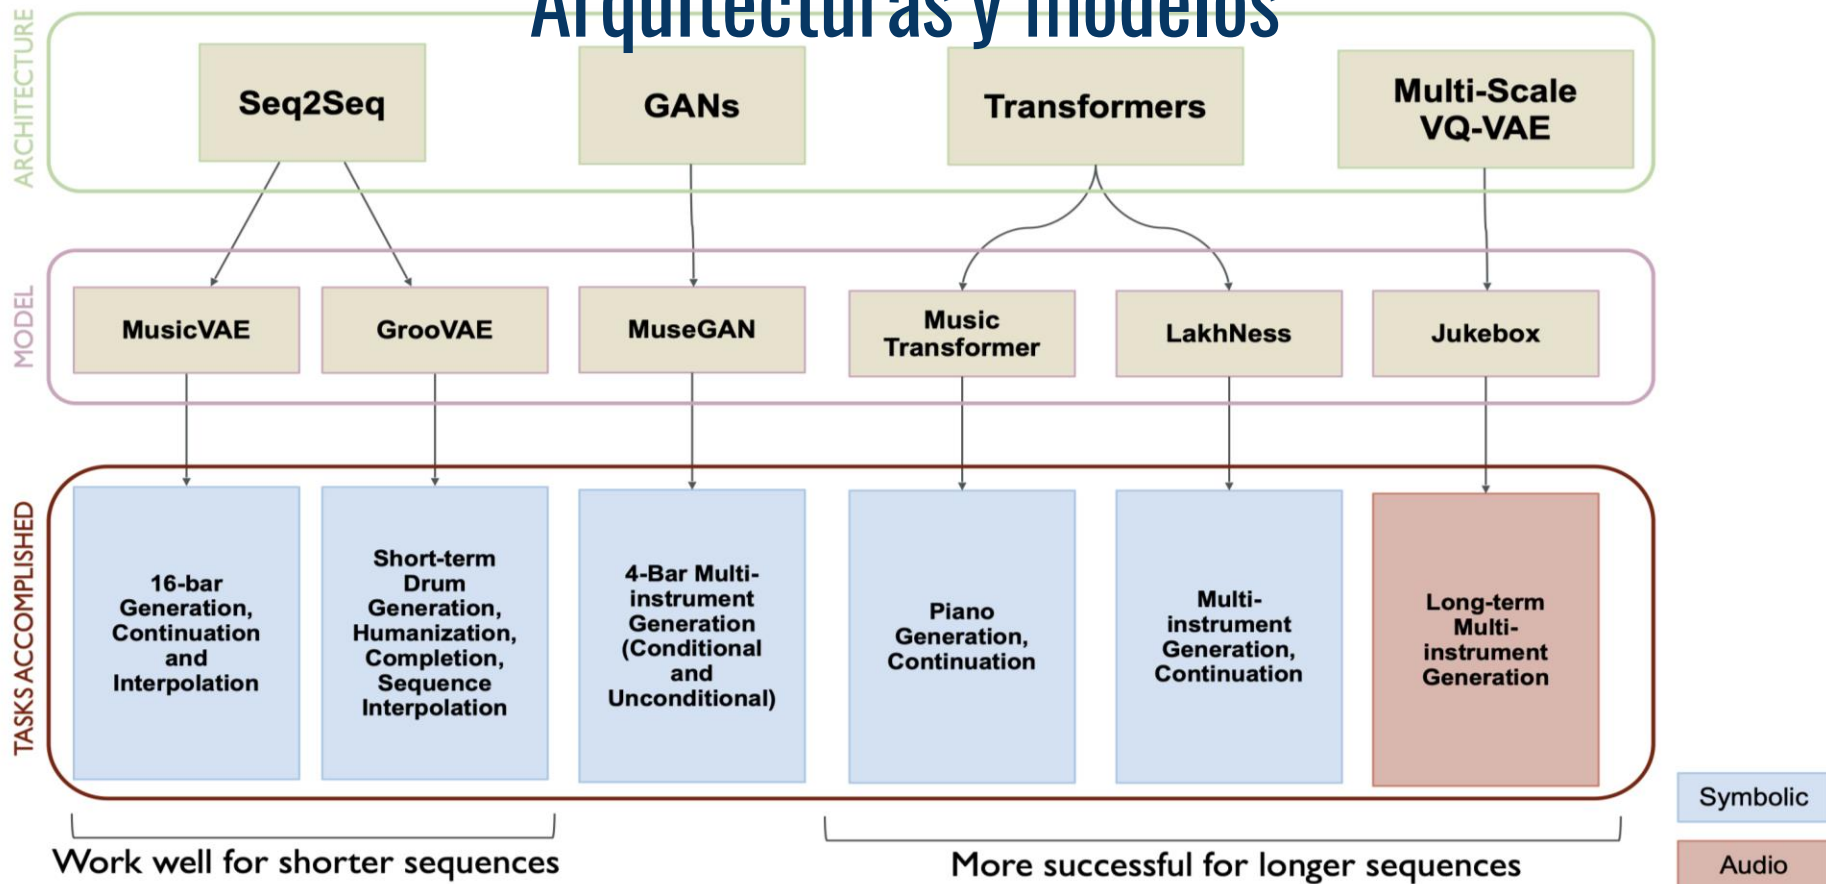 Arquitecturas y modelos
ARCHITECTURE
Seq2Seq
GANs
Transformers
Multi-Scale
VQ-VAE
MODEL
MusicVAE
GrooVAE
MuseGAN
Music
Transformer
LakhNess
Jukebox
TASKS ACCOMPLISHED
16-bar
Generation,
Continuation
and
Interpolation
Short-term
Drum
Generation,
Humanization,
Completion,
Sequence
Interpolation
4-Bar Multi-
instrument
Generation
(Conditional
and
Unconditional)
Piano
Generation,
Continuation
Multi-
instrument
Generation,
Continuation
Long-term
Multi-
instrument
Generation
Symbolic
Audio
Work well for shorter sequences
More successful for longer sequences